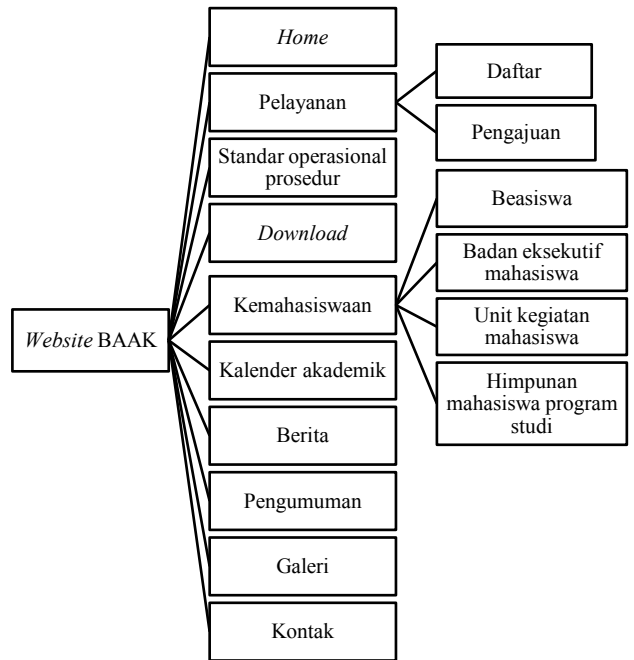 Website BAAK
Home
Pelayanan
Daftar
Pengajuan
Standar operasional
prosedur
Download
Kemahasiswaan
Beasiswa
Badan eksekutif
mahasiswa
Unit kegiatan
mahasiswa
Himpunan
mahasiswa program
studi
Kalender akademik
Berita
Pengumuman
Galeri
Kontak